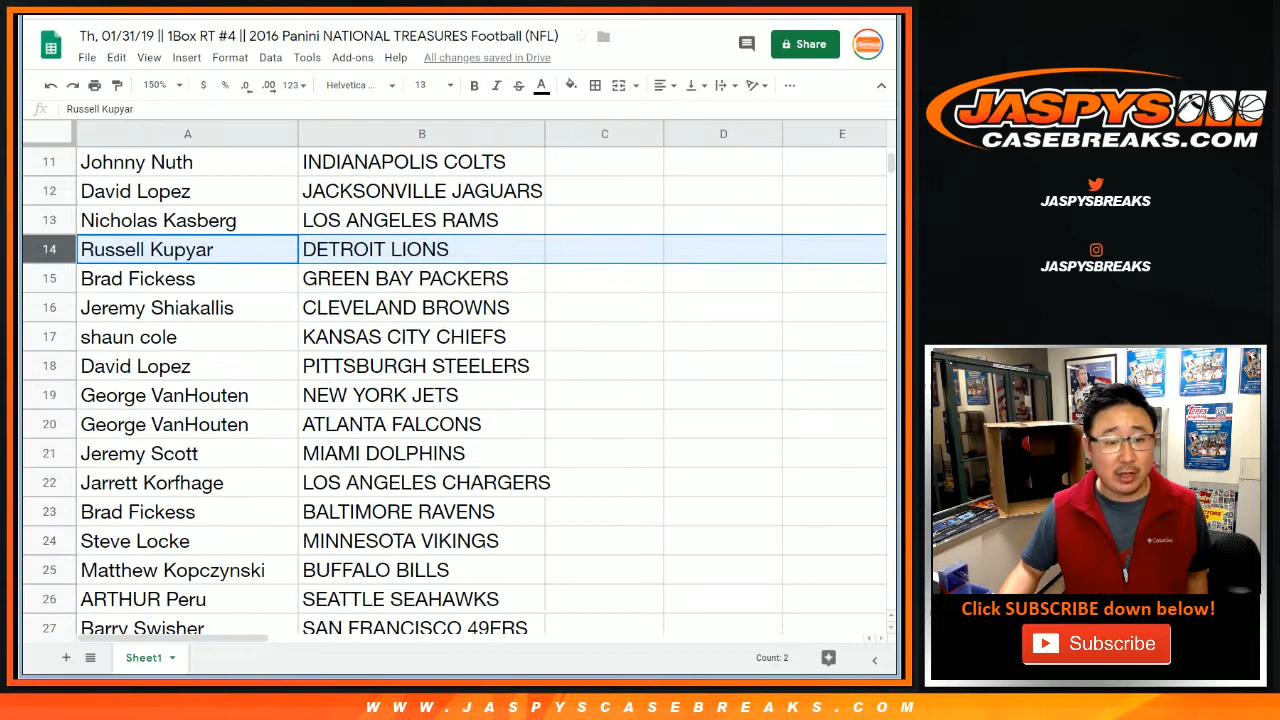 Th, 01/31/19 || 1Box RT #4 || 2016 Panini NATIONAL TREASURES Football (NFL)
File Edit View Insert Format Data Tools Add-ons Help All changes saved in Drive
Share
150% $ % .0 .00 123 Helvetica ... 13 B I S A
fx Russell Kupyar
A B C D E
11 Johnny Nuth INDIANAPOLIS COLTS
12 David Lopez JACKSONVILLE JAGUARS
13 Nicholas Kasberg LOS ANGELES RAMS
14 Russell Kupyar DETROIT LIONS
15 Brad Fickess GREEN BAY PACKERS
16 Jeremy Shiakallis CLEVELAND BROWNS
17 shaun cole KANSAS CITY CHIEFS
18 David Lopez PITTSBURGH STEELERS
19 George VanHouten NEW YORK JETS
20 George VanHouten ATLANTA FALCONS
21 Jeremy Scott MIAMI DOLPHINS
22 Jarrett Korfhage LOS ANGELES CHARGERS
23 Brad Fickess BALTIMORE RAVENS
24 Steve Locke MINNESOTA VIKINGS
25 Matthew Kopczynski BUFFALO BILLS
26 ARTHUR Peru SEATTLE SEAHAWKS
27 Barry Swisher SAN FRANCISCO 49ERS
Sheet1
Count: 2
JASPYS
CASEBREAKS.COM
JASPYSBREAKS
JASPYSBREAKS
TOPPS
Columbia
Click SUBSCRIBE down below!
Subscribe
WWW.JASPYSCASEBREAKS.COM